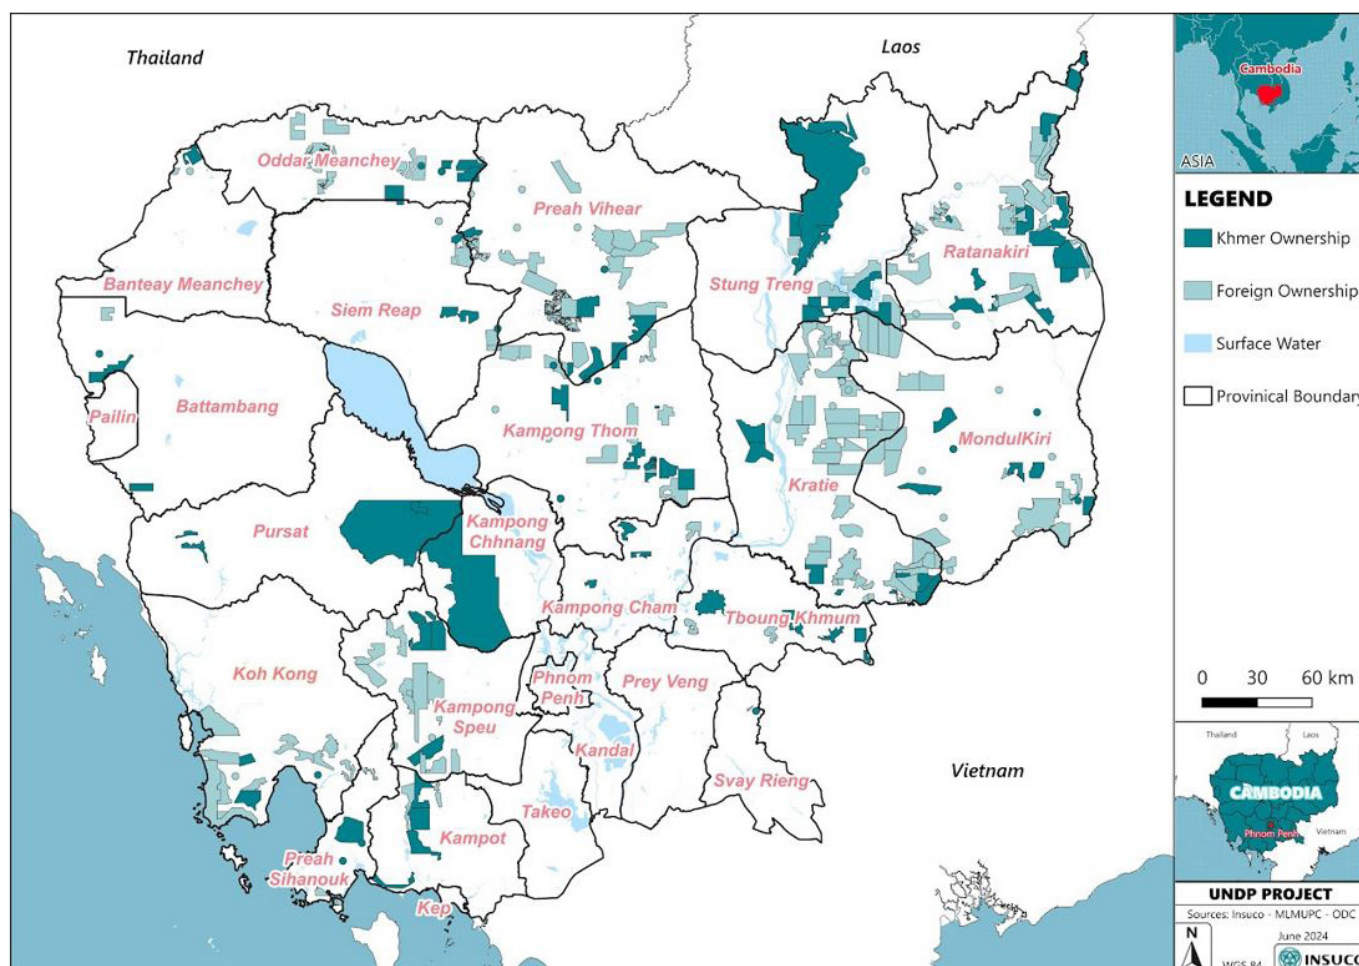 Thailand
Laos
Oddar Meanchey
Preah Vihear
Ratanakiri
Stung Treng
Banteay Meanchey
Siem Reap
Pailin
Battambang
Kampong Thom
MondulKiri
Kratie
Pursat
Kampong
Chhnang
Kampong Cham
Tboung Khmum
Koh Kong
Phnom
Penh
Prey Veng
Kampong
Speu
Kandal
Svay Rieng
Vietnam
Takeo
Kampot
Preah
Sihanouk
Kep
Cambodia
ASIA
LEGEND
Khmer Ownership
Foreign Ownership
Surface Water
Provinicial Boundary
0 30 60 km
Thailand
Laos
CAMBODIA
Phnom Penh
Vietnam
UNDP PROJECT
Sources: Insuco - MLMUPC - ODC
June 2024
N
WGS 84
INSUCO